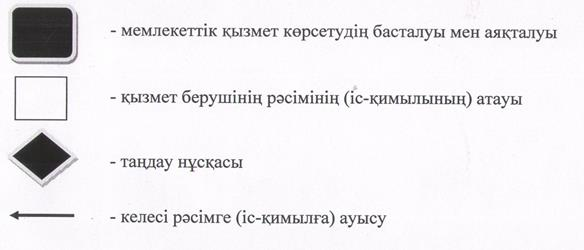 - мемлекеттік қызмет көрсетудің басталуы мен аяқталуы
- қызмет берушінің рәсімінің (іс-қимылының) атауы
- таңдау нұсқасы
- келесі рәсімге (іс-қимылға) ауысу